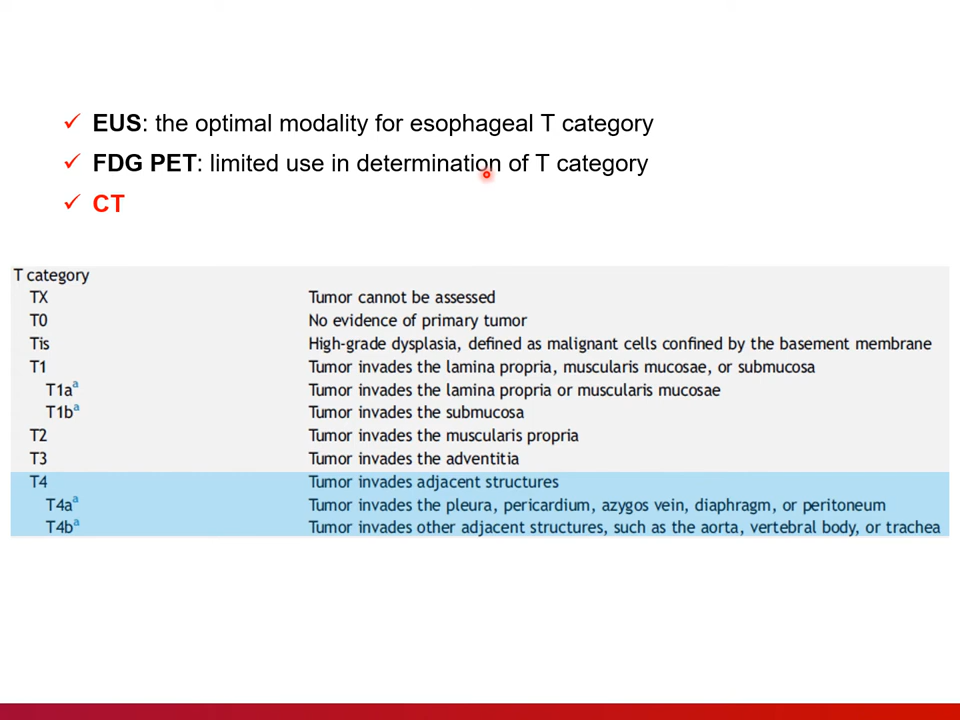 EUS: the optimal modality for esophageal T category
FDG PET: limited use in determination of T category
CT
T category
TX Tumor cannot be assessed
T0 No evidence of primary tumor
Tis High-grade dysplasia, defined as malignant cells confined by the basement membrane
T1 Tumor invades the lamina propria, muscularis mucosae, or submucosa
T1a^a Tumor invades the lamina propria or muscularis mucosae
T1b^a Tumor invades the submucosa
T2 Tumor invades the muscularis propria
T3 Tumor invades the adventitia
T4 Tumor invades adjacent structures
T4a^a Tumor invades the pleura, pericardium, azygos vein, diaphragm, or peritoneum
T4b^a Tumor invades other adjacent structures, such as the aorta, vertebral body, or trachea